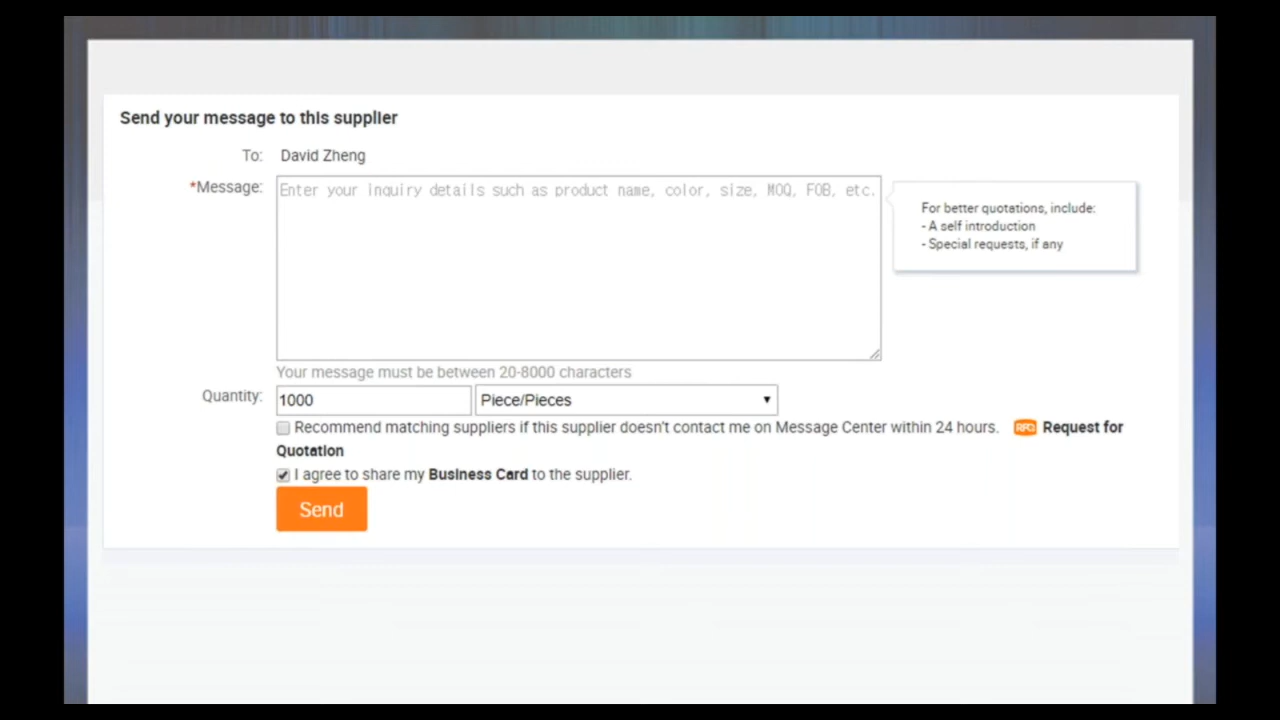 Send your message to this supplier
To: David Zheng
*Message: Enter your inquiry details such as product name, color, size, MOQ, FOB, etc.
For better quotations, include:
- A self introduction
- Special requests, if any
Your message must be between 20-8000 characters
Quantity: 1000 Piece/Pieces
Recommend matching suppliers if this supplier doesn't contact me on Message Center within 24 hours. RFQ Request for
Quotation
I agree to share my Business Card to the supplier.
Send